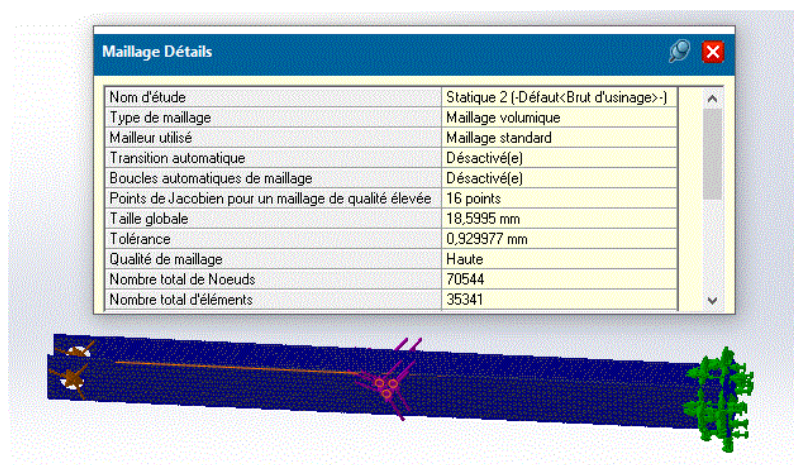 Maillage Détails
Nom d'étude Statique 2 (-Défaut<Brut d'usinage>-)
Type de maillage Maillage volumique
Mailleur utilisé Maillage standard
Transition automatique Désactivé(e)
Boucles automatiques de maillage Désactivé(e)
Points de Jacobien pour un maillage de qualité élevée 16 points
Taille globale 18,5995 mm
Tolérance 0,929977 mm
Qualité de maillage Haute
Nombre total de Noeuds 70544
Nombre total d'éléments 35341